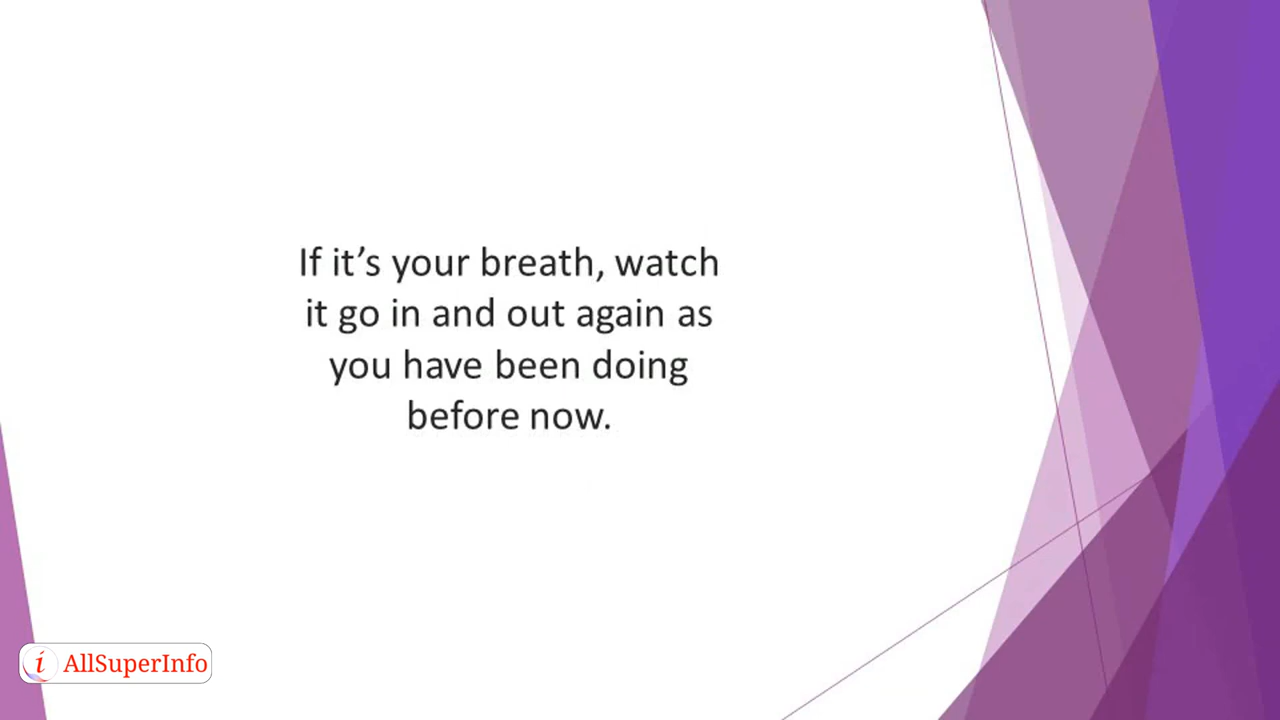 If it’s your breath, watch
it go in and out again as
you have been doing
before now.
i AllSuperInfo